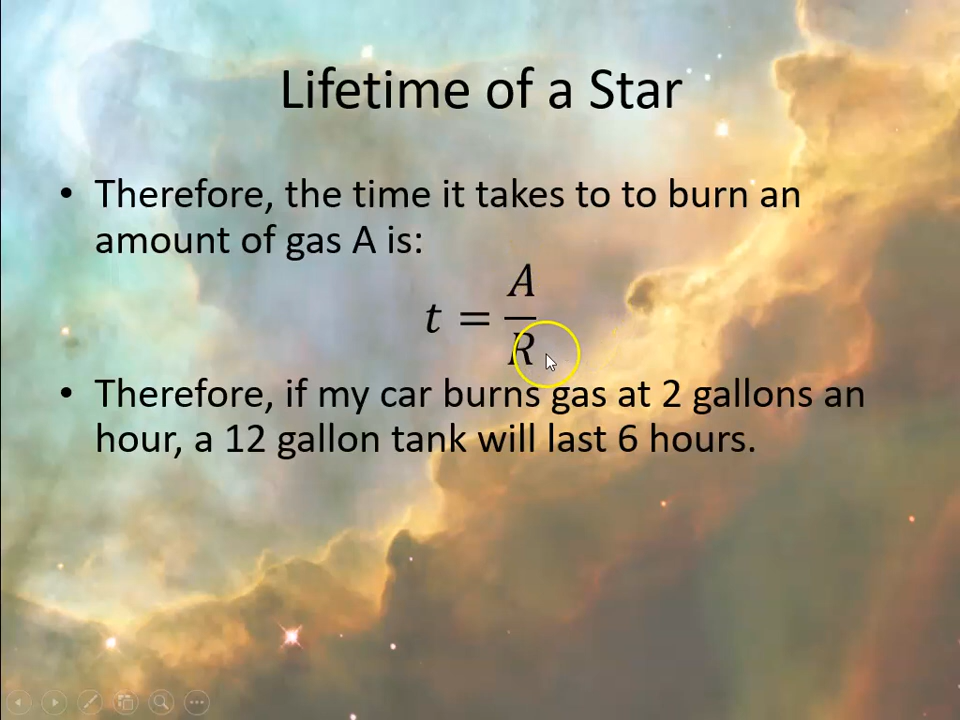 Lifetime of a Star
• Therefore, the time it takes to to burn an
amount of gas A is:
t = A/R
• Therefore, if my car burns gas at 2 gallons an
hour, a 12 gallon tank will last 6 hours.